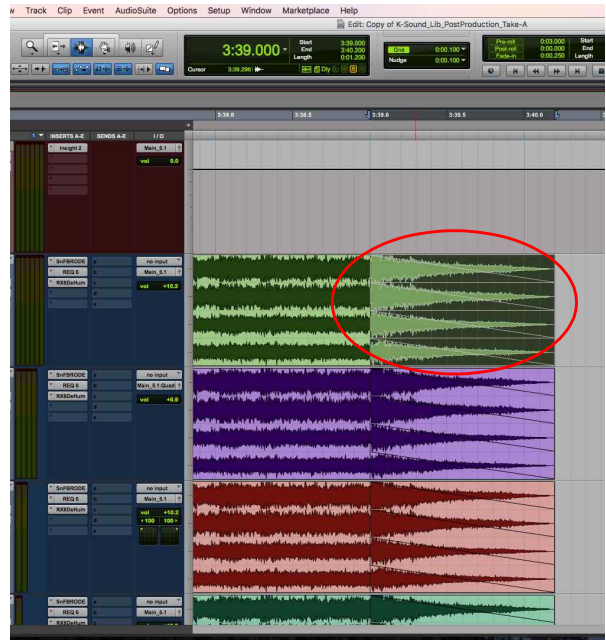 w Track Clip Event AudioSuite Options Setup Window Marketplace Help
Edit: Copy of K-Sound_Lib_PostProduction_Take-A
3:39.000
Start 3:39.000
End 3:40.200
Length 0:01.200
Cursor 3:39.296
Dly
Grid 0:00.100
Nudge 0:00.100
Pre-roll 0:03.000
Post-roll 0:00.000
Fade-in 0:00.250
Start
End
Length
3:38.0 3:38.5 3:39.0 3:39.5 3:40.0
INSERTS A-E SENDS A-E I / O
Insight 2 Main_5.1
vol 0.0
SnFBRODE a no input
REQ 6 b Main_5.1
RX8DeHum c vol +10.2
d
e
SnFBRODE a no input
REQ 6 b Main_5.1.Quad
RX8DeHum c vol +0.9
d
e
SnFBRODE a no input
REQ 6 b Main_5.1
RX8DeHum c vol +10.2
d 100 100
e
SnFBRODE a no input
REQ 6 b Main_5.1
RX8DeHum c